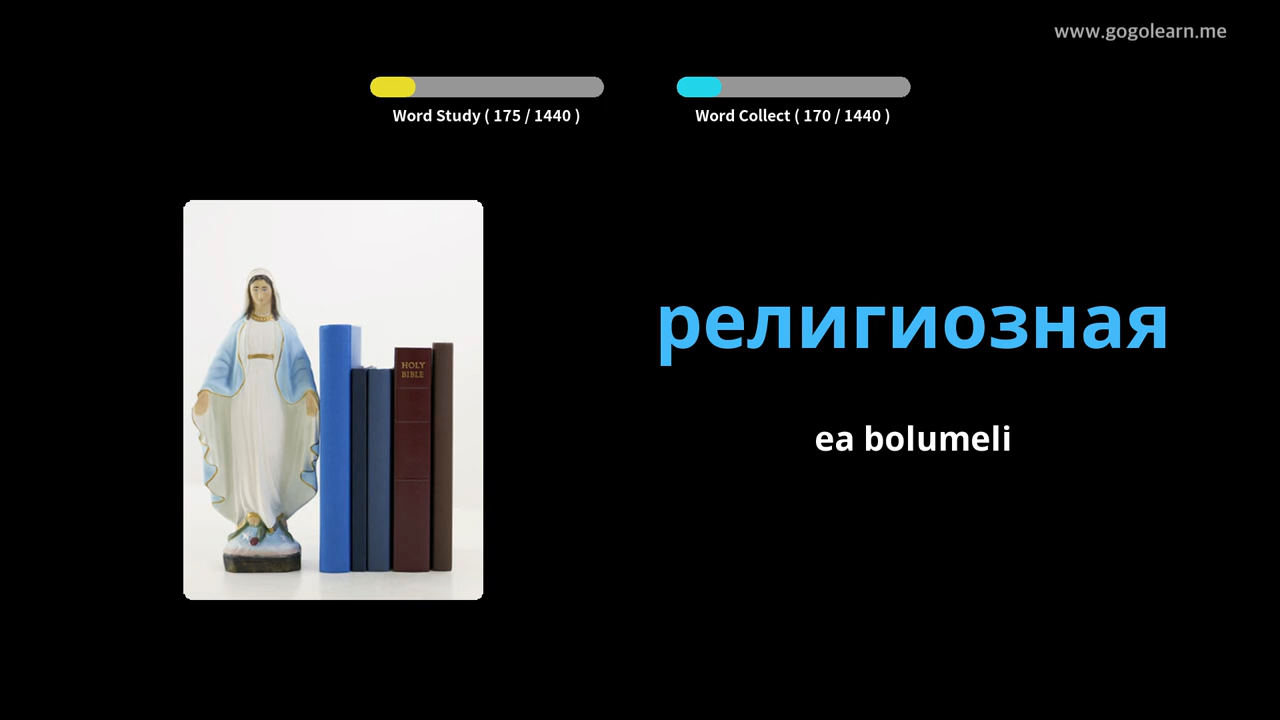 www.gogolearn.me
Word Study ( 175 / 1440 )
Word Collect ( 170 / 1440 )
HOLY
BIBLE
религиозная
ea bolumeli